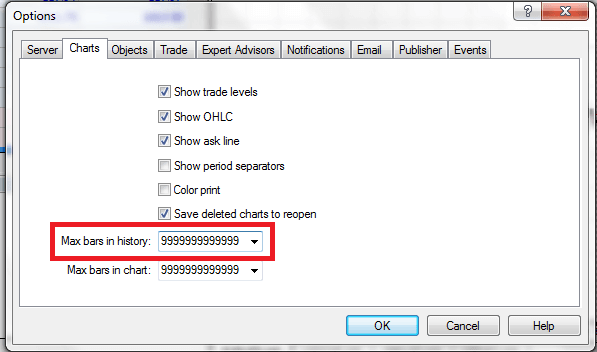 Options
?
Server Charts Objects Trade Expert Advisors Notifications Email Publisher Events
Show trade levels
Show OHLC
Show ask line
Show period separators
Color print
Save deleted charts to reopen
Max bars in history: 9999999999999
Max bars in chart: 9999999999999
OK Cancel Help